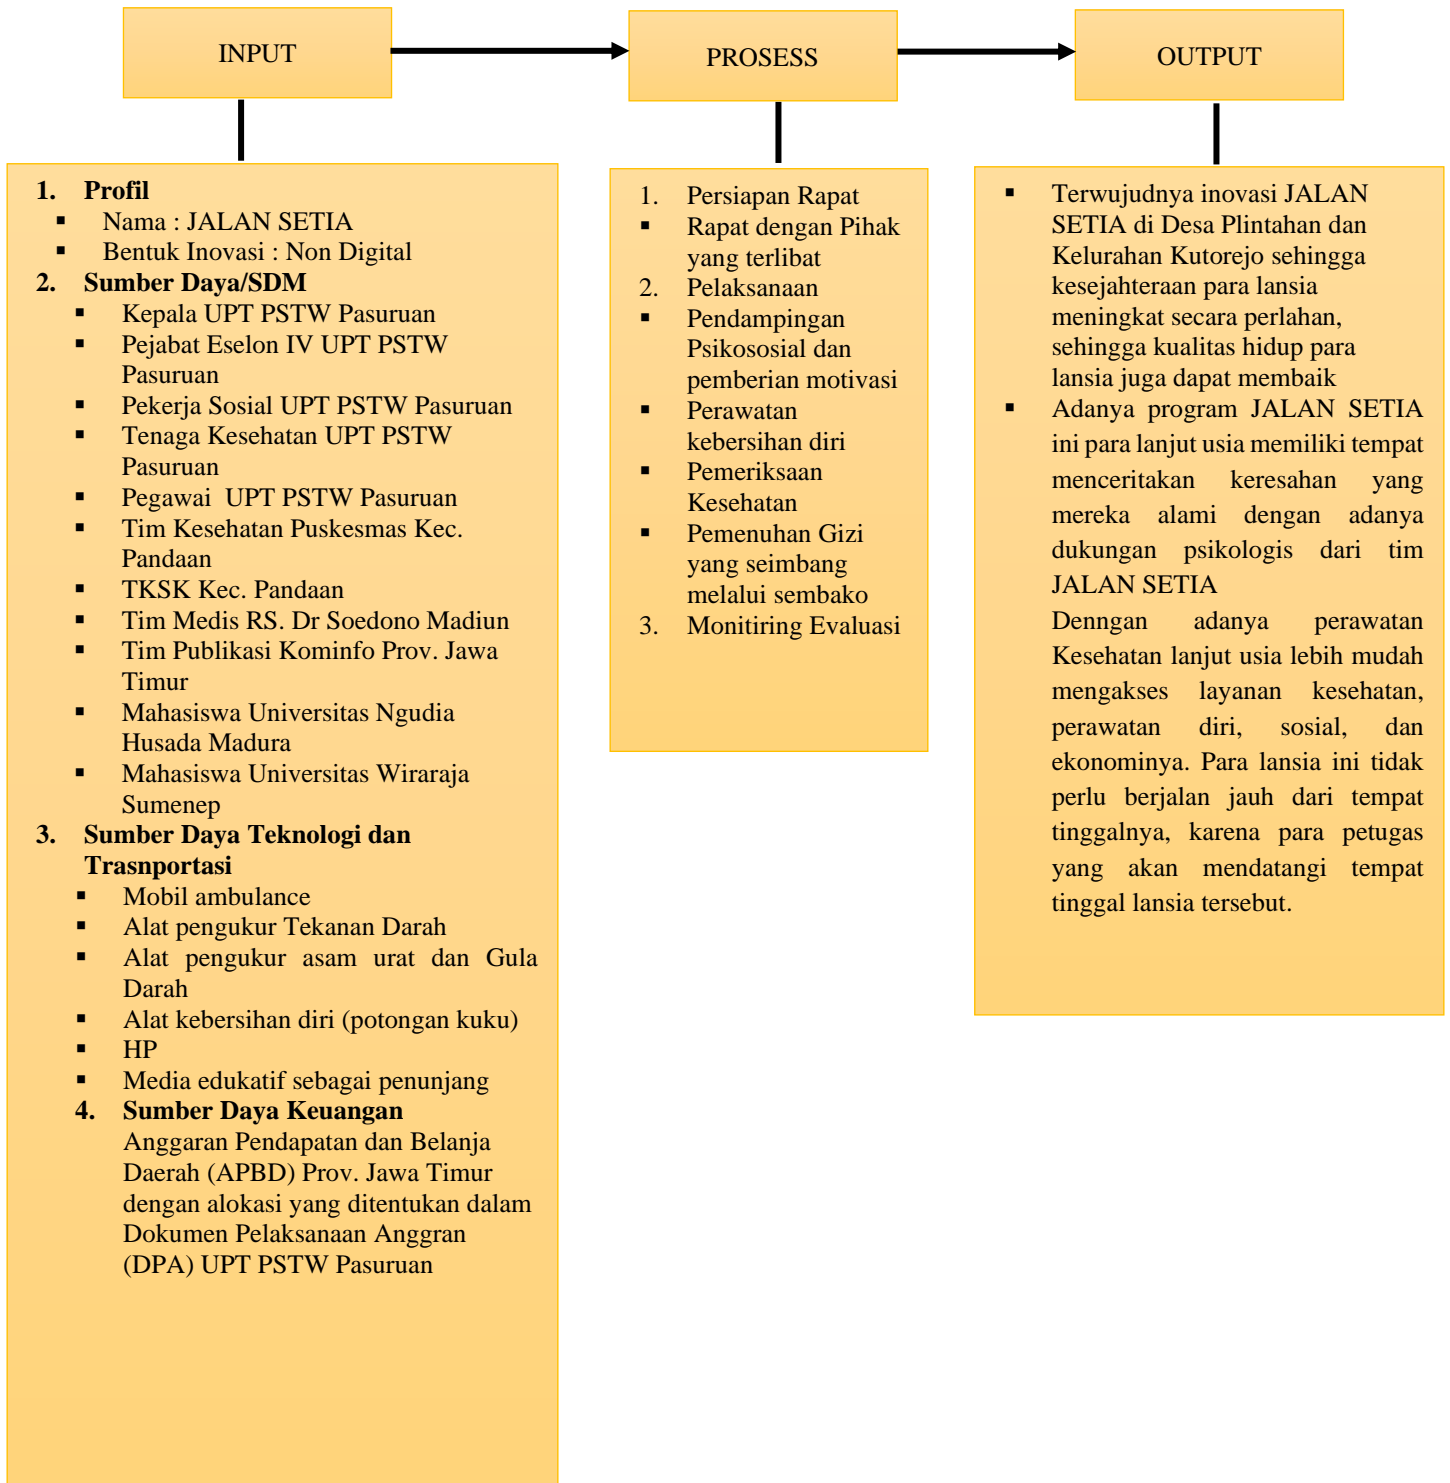 INPUT
PROSESS
OUTPUT
1. Profil
▪ Nama : JALAN SETIA
▪ Bentuk Inovasi : Non Digital
2. Sumber Daya/SDM
▪ Kepala UPT PSTW Pasuruan
▪ Pejabat Eselon IV UPT PSTW
Pasuruan
▪ Pekerja Sosial UPT PSTW Pasuruan
▪ Tenaga Kesehatan UPT PSTW
Pasuruan
▪ Pegawai UPT PSTW Pasuruan
▪ Tim Kesehatan Puskesmas Kec.
Pandaan
▪ TKSK Kec. Pandaan
▪ Tim Medis RS. Dr Soedono Madiun
▪ Tim Publikasi Kominfo Prov. Jawa
Timur
▪ Mahasiswa Universitas Ngudia
Husada Madura
▪ Mahasiswa Universitas Wiraraja
Sumenep
3. Sumber Daya Teknologi dan
Trasnportasi
▪ Mobil ambulance
▪ Alat pengukur Tekanan Darah
▪ Alat pengukur asam urat dan Gula
Darah
▪ Alat kebersihan diri (potongan kuku)
▪ HP
▪ Media edukatif sebagai penunjang
4. Sumber Daya Keuangan
Anggaran Pendapatan dan Belanja
Daerah (APBD) Prov. Jawa Timur
dengan alokasi yang ditentukan dalam
Dokumen Pelaksanaan Anggran
(DPA) UPT PSTW Pasuruan
1. Persiapan Rapat
▪ Rapat dengan Pihak
yang terlibat
2. Pelaksanaan
▪ Pendampingan
Psikososial dan
pemberian motivasi
▪ Perawatan
kebersihan diri
▪ Pemeriksaan
Kesehatan
▪ Pemenuhan Gizi
yang seimbang
melalui sembako
3. Monitiring Evaluasi
▪ Terwujudnya inovasi JALAN
SETIA di Desa Plintahan dan
Kelurahan Kutorejo sehingga
kesejahteraan para lansia
meningkat secara perlahan,
sehingga kualitas hidup para
lansia juga dapat membaik
▪ Adanya program JALAN SETIA
ini para lanjut usia memiliki tempat
menceritakan keresahan yang
mereka alami dengan adanya
dukungan psikologis dari tim
JALAN SETIA
Denngan adanya perawatan
Kesehatan lanjut usia lebih mudah
mengakses layanan kesehatan,
perawatan diri, sosial, dan
ekonominya. Para lansia ini tidak
perlu berjalan jauh dari tempat
tinggalnya, karena para petugas
yang akan mendatangi tempat
tinggal lansia tersebut.